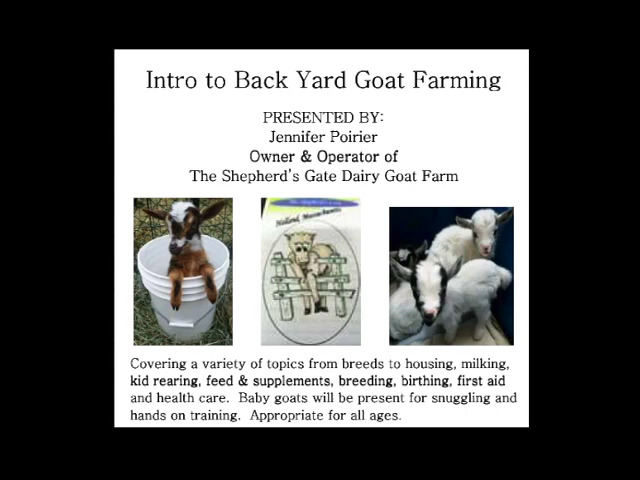 Intro to Back Yard Goat Farming
PRESENTED BY:
Jennifer Poirier
Owner & Operator of
The Shepherd's Gate Dairy Goat Farm
Holland, Massachusetts
Covering a variety of topics from breeds to housing, milking,
kid rearing, feed & supplements, breeding, birthing, first aid
and health care. Baby goats will be present for snuggling and
hands on training. Appropriate for all ages.